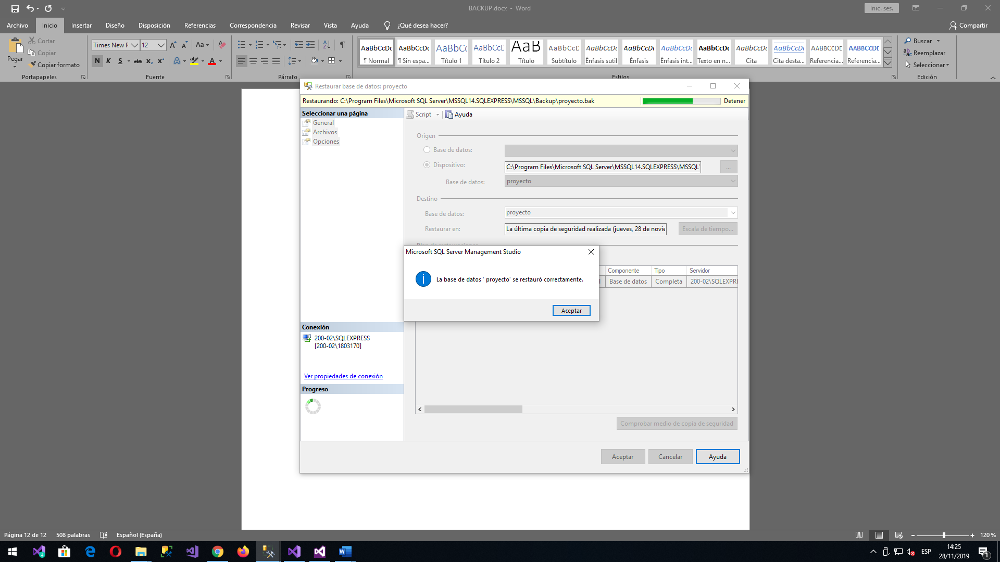 BACKUP.docx - Word
Inic. ses.
Archivo
Inicio
Insertar
Diseño
Disposición
Referencias
Correspondencia
Revisar
Vista
Ayuda
¿Qué desea hacer?
Compartir
Pegar
Cortar
Copiar
Copiar formato
Portapapeles
Times New R
12
Aa
N K S abc x₂ x²
Fuente
Párrafo
AaBbCcDc
¶ Normal
AaBbCcDc
¶ Sin espa...
AaBbCc
Título 1
AaBbCcD
Título 2
AaB
Título
AaBbCcD
Subtítulo
AaBbCcDc
Énfasis sutil
AaBbCcDc
Énfasis
AaBbCcDc
Énfasis int...
AaBbCcDc
Texto en n...
AaBbCcDc
Cita
AaBbCcDc
Cita desta...
AABBCCDE
Referencia...
AABBCCDE
Referencia...
Estilos
Buscar
Reemplazar
Seleccionar
Edición
Restaurar base de datos: proyecto
Restaurando: C:\Program Files\Microsoft SQL Server\MSSQL14.SQLEXPRESS\MSSQL\Backup\proyecto.bak
Detener
Seleccionar una página
General
Archivos
Opciones
Script
Ayuda
Origen
Base de datos:
Dispositivo:
C:\Program Files\Microsoft SQL Server\MSSQL14.SQLEXPRESS\MSSQL\
...
Base de datos:
proyecto
Destino
Base de datos:
proyecto
Restaurar en:
La última copia de seguridad realizada (jueves, 28 de novie
Escala de tiempo...
Microsoft SQL Server Management Studio
La base de datos ' proyecto' se restauró correctamente.
Aceptar
Componente
Tipo
Servidor
Base de datos
Completa
200-02\SQLEXPRE
Conexión
200-02\SQLEXPRESS
[200-02\1803170]
Ver propiedades de conexión
Progreso
Comprobar medio de copia de seguridad
Aceptar
Cancelar
Ayuda
Página 12 de 12
508 palabras
Español (España)
120 %
ESP
14:25
28/11/2019
1